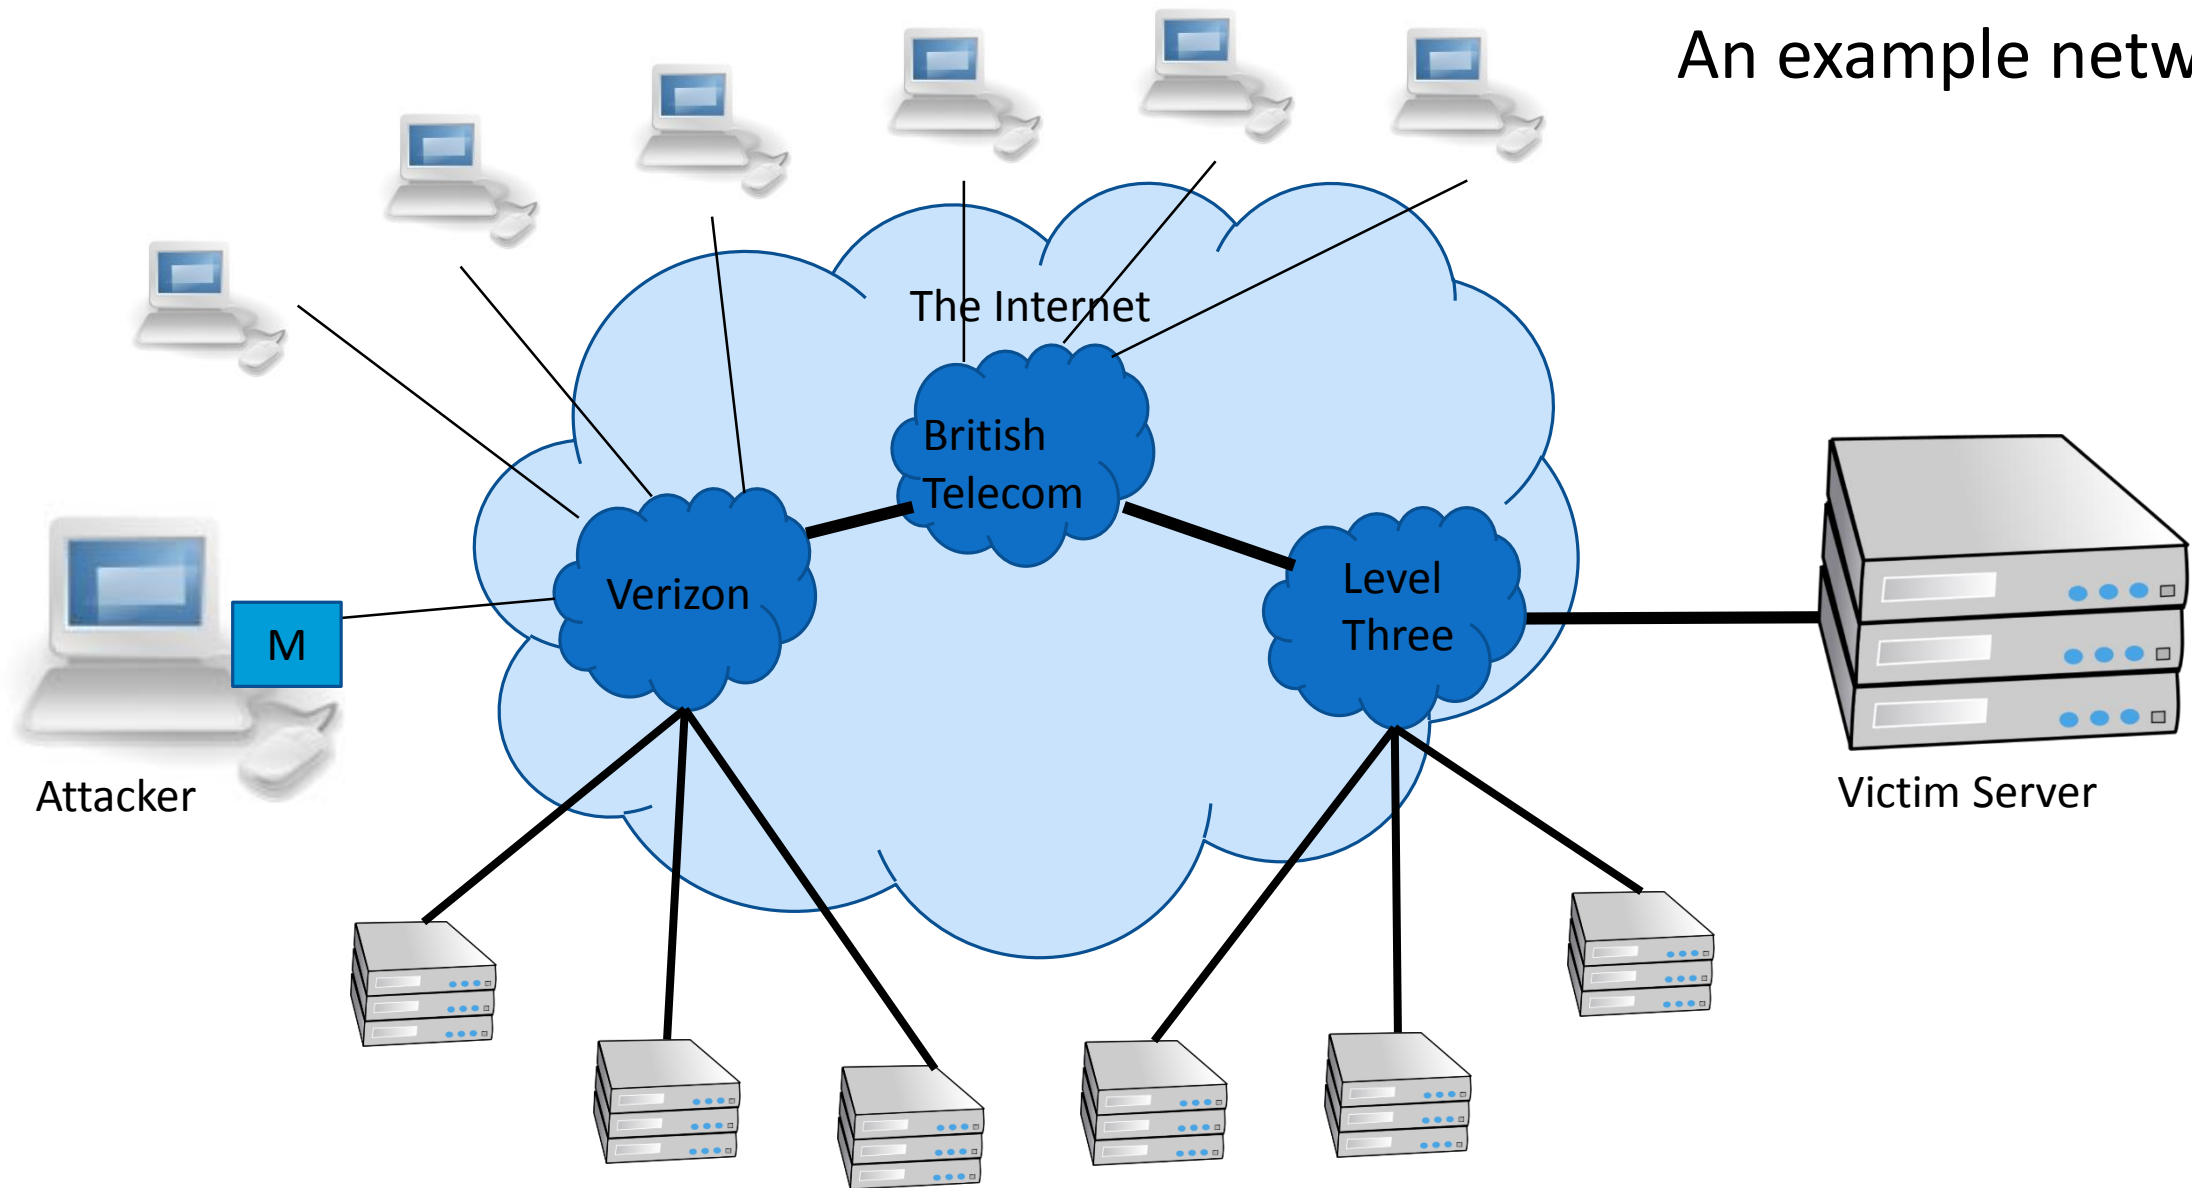 An example netw
The Internet
British
Telecom
Level
Three
Verizon
M
Attacker
Victim Server